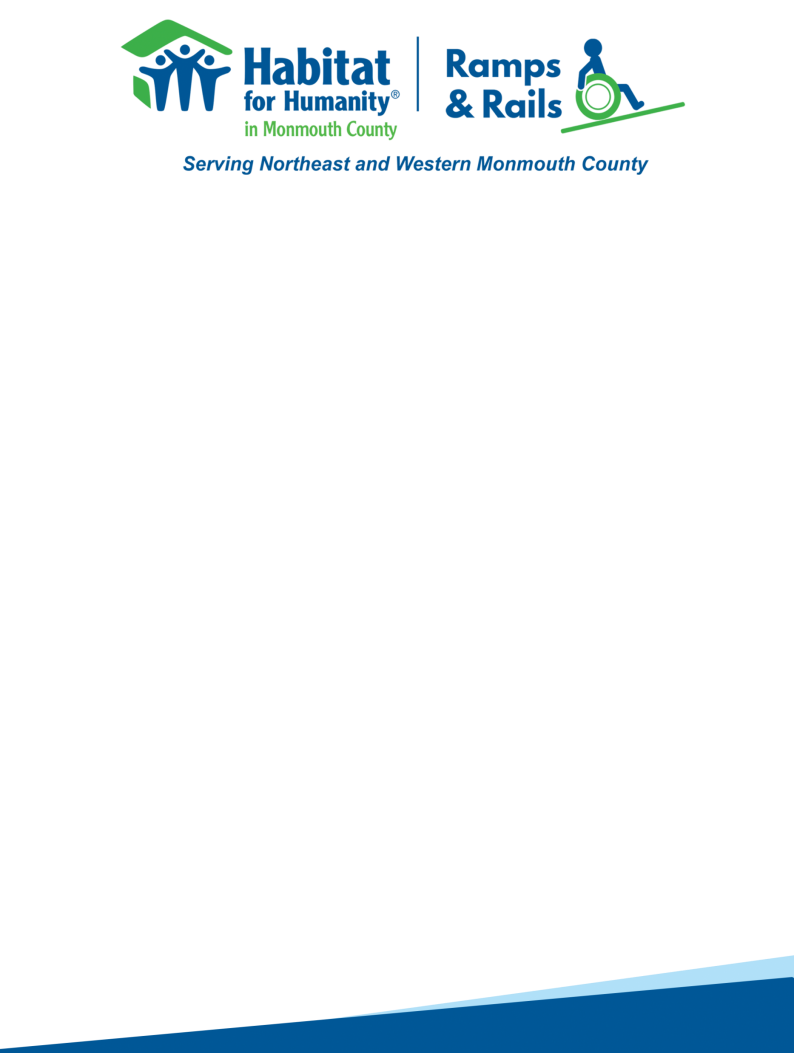 Habitat
for Humanity®
in Monmouth County
Ramps
& Rails
Serving Northeast and Western Monmouth County